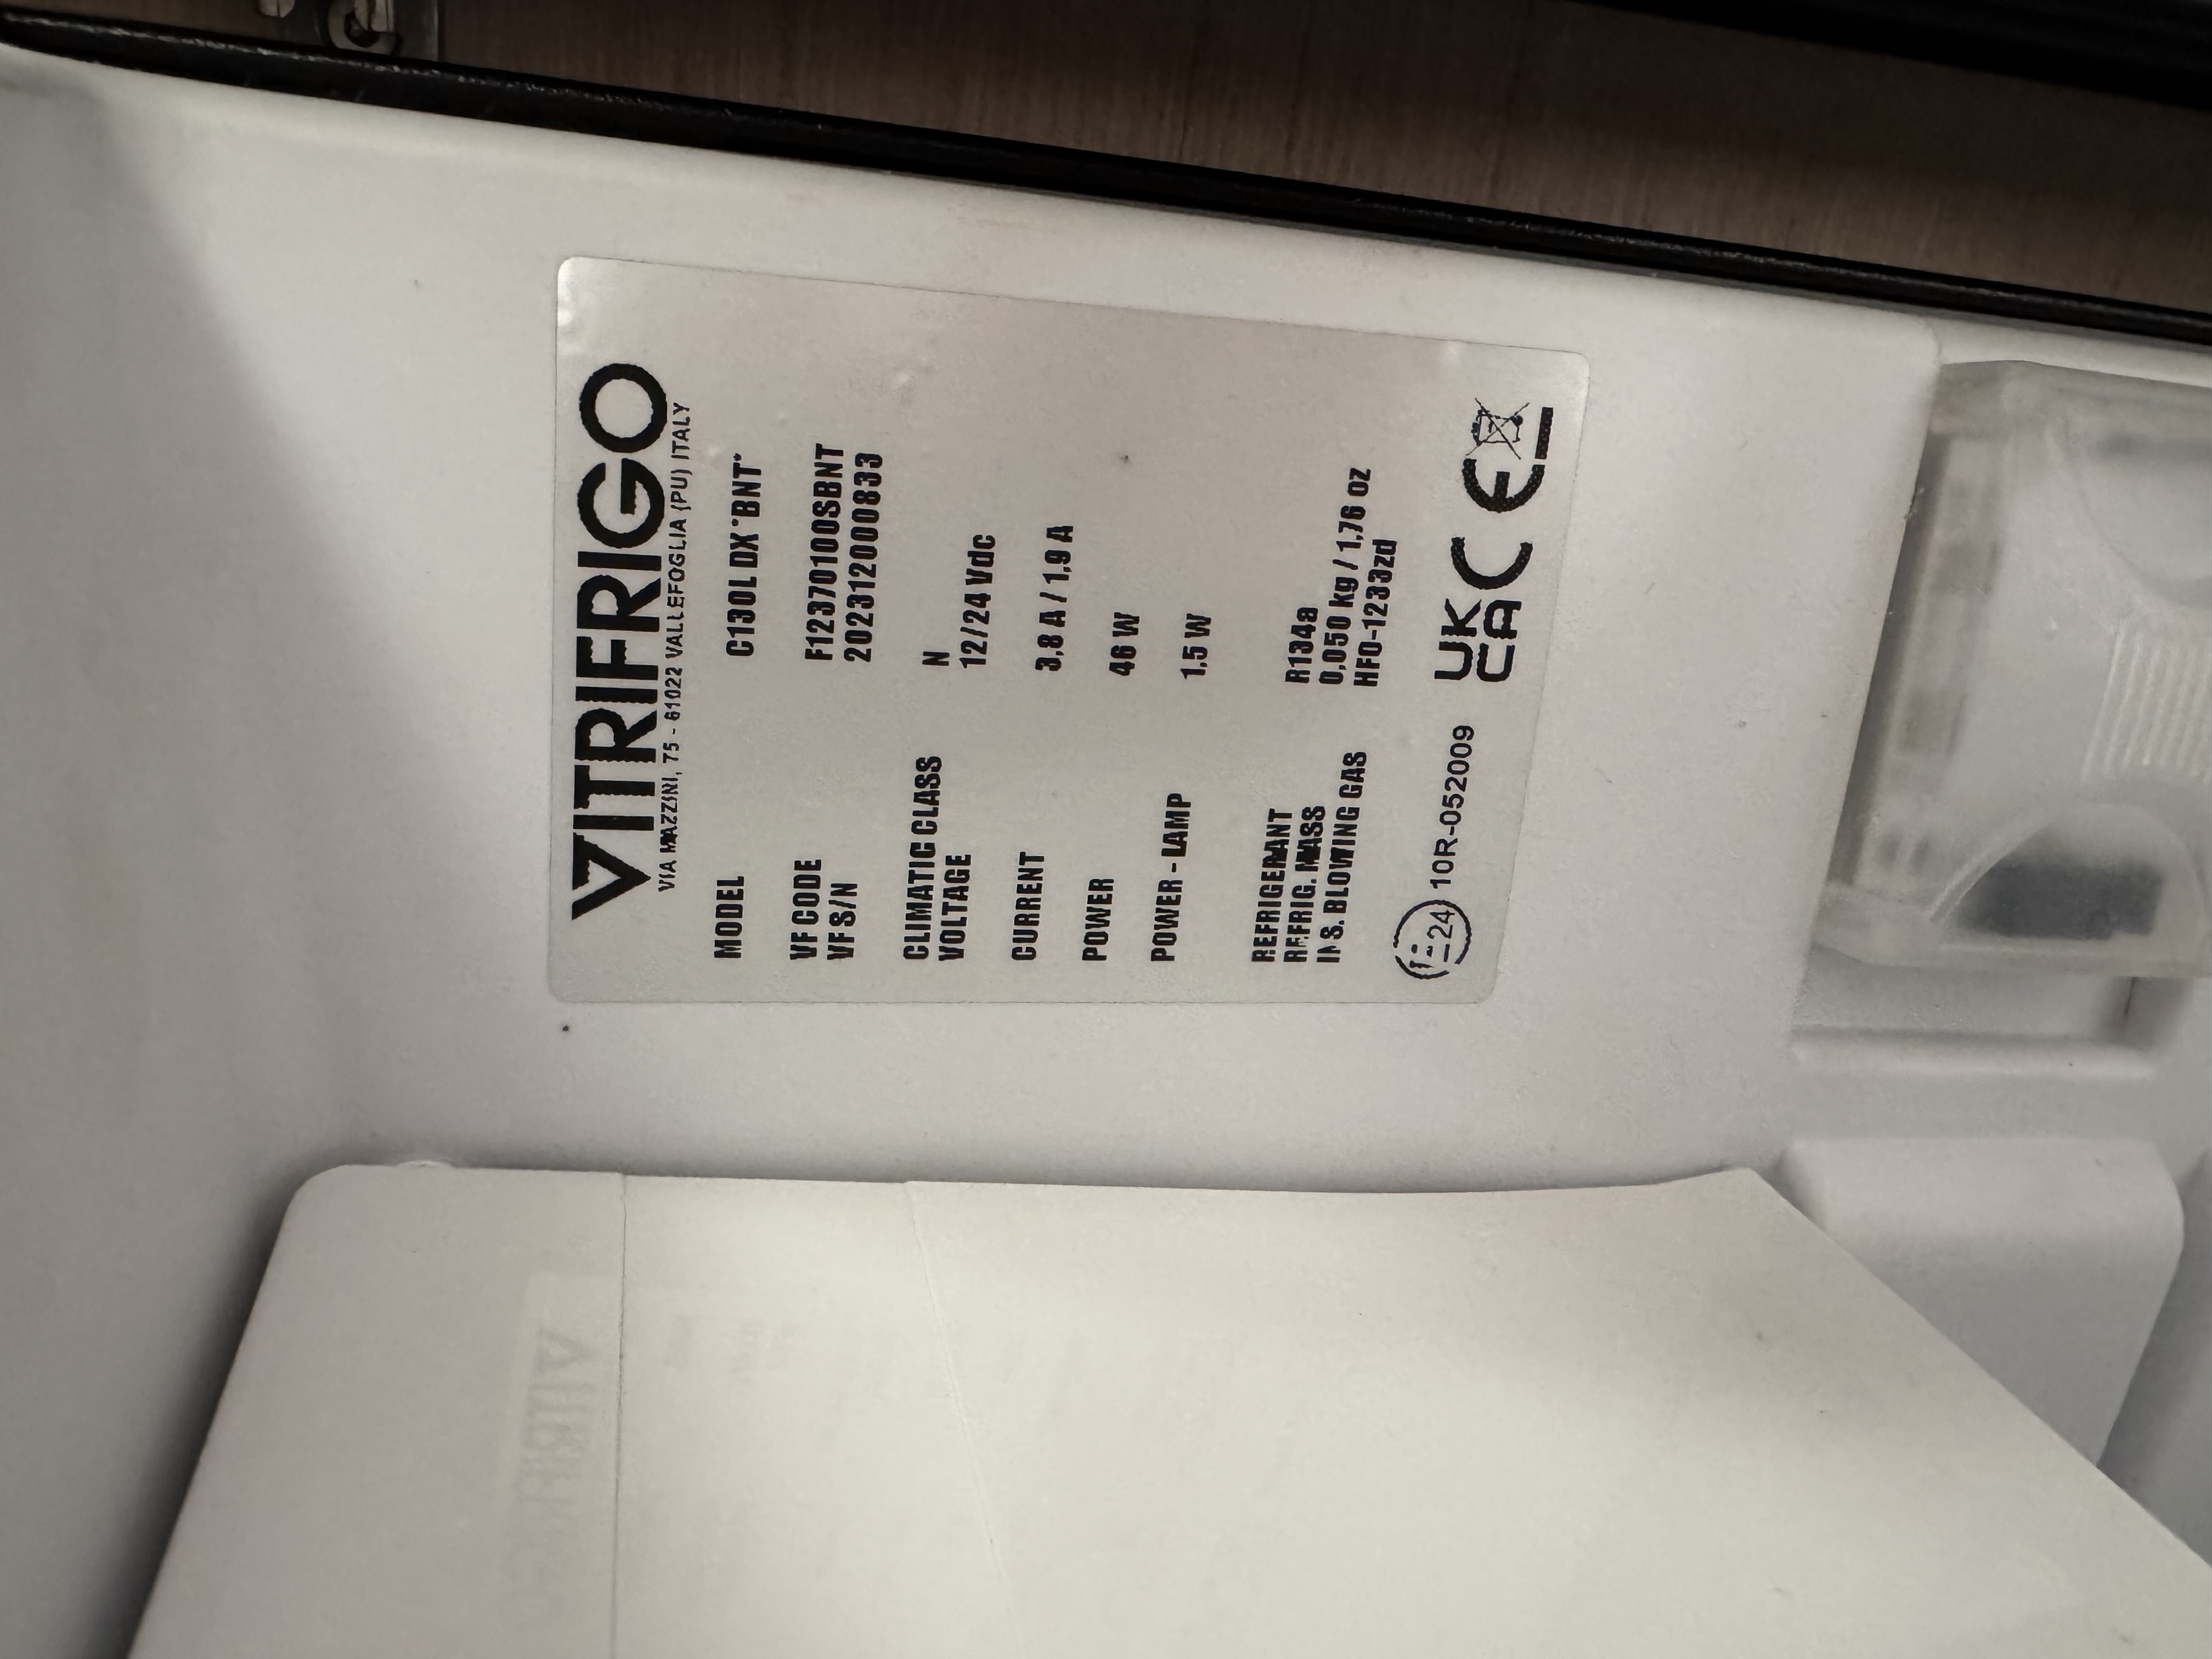 VITRIFRIGO
VIA MAZZINI, 75 - 61022 VALLEFOGLIA (PU) ITALY
MODEL C130L DX *BNT*
VF CODE F12370100SBNT
VF S/N 202312000833
CLIMATIC CLASS N
VOLTAGE 12/24 Vdc
CURRENT 3,8 A / 1,9 A
POWER 46 W
POWER - LAMP 1.5 W
REFRIGERANT R134a
REFRIG. MASS 0,050 kg / 1,76 oz
INS. BLOWING GAS HFO-1233zd
24 10R-052009 UK CA CE